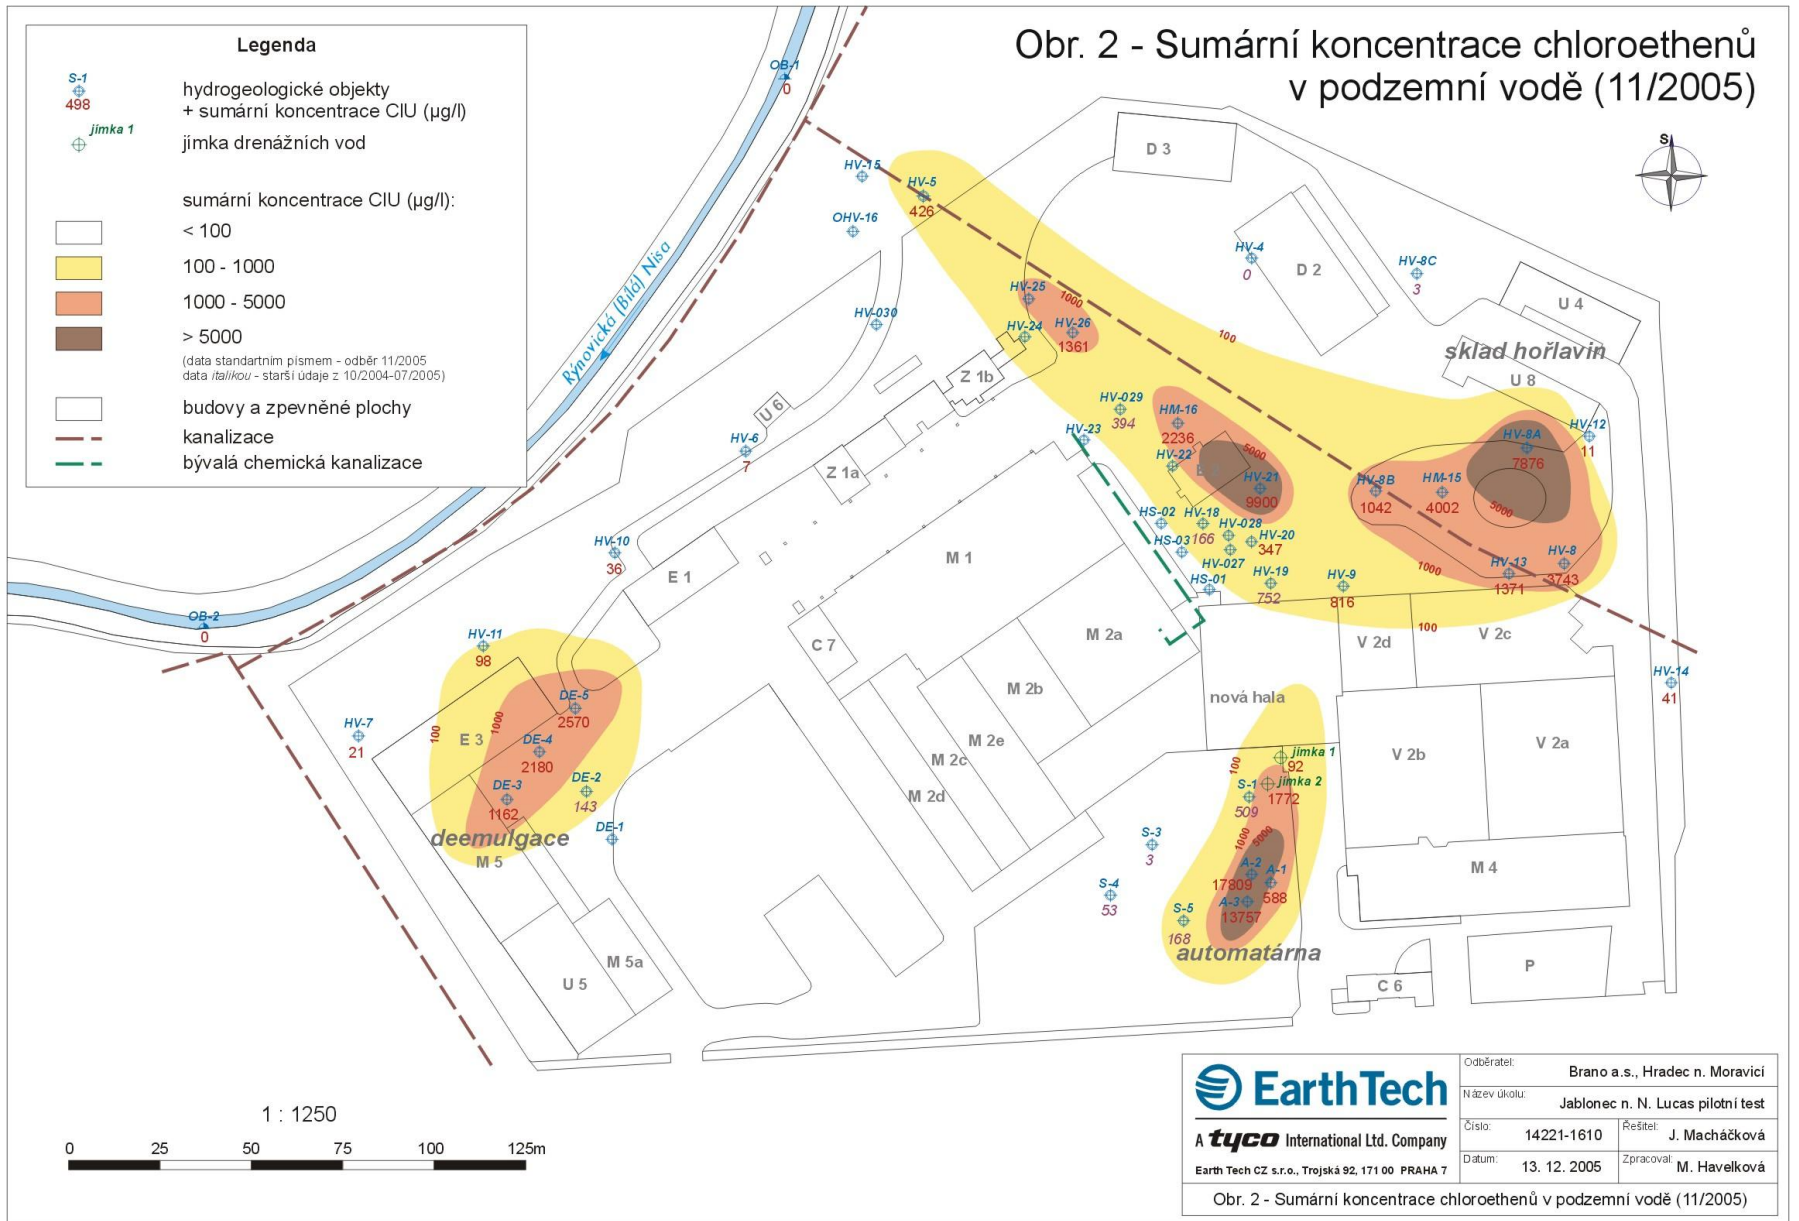 Obr. 2 - Sumární koncentrace chloroethenů
v podzemní vodě (11/2005)
Legenda
S-1
498
hydrogeologické objekty
+ sumární koncentrace ClU (µg/l)
jímka 1
jímka drenážních vod
sumární koncentrace ClU (µg/l):
< 100
100 - 1000
1000 - 5000
> 5000
(data standartním písmem - odběr 11/2005
data italikou - starší údaje z 10/2004-07/2005)
budovy a zpevněné plochy
kanalizace
bývalá chemická kanalizace
S
OB-1
0
Rýnovická (Bílá) Nisa
HV-15
HV-5
426
OHV-16
D 3
HV-4
0
D 2
HV-8C
3
U 4
HV-030
HV-25
1000
HV-24
HV-26
1361
100
sklad hořlavin
U 8
Z 1b
U 6
HV-029
394
HM-16
2236
HV-23
HV-22
5000
HV-21
9900
HV-6
7
Z 1a
HV-8A
7876
HV-12
11
HV-8B
1042
HM-15
4002
5000
HS-02
HV-18
166
HV-028
HV-20
347
HS-03
HV-027
HV-10
36
E 1
M 1
HS-01
HV-19
752
HV-9
816
1000
HV-13
1371
HV-8
3743
OB-2
0
HV-11
98
C 7
M 2a
100
V 2d
V 2c
HV-14
41
M 2b
nová hala
DE-5
2570
1000
100
E 3
HV-7
21
DE-4
2180
M 2e
M 2c
M 2d
V 2b
V 2a
DE-3
1162
DE-2
143
deemulgace
M 5
DE-1
jímka 1
92
100
jímka 2
1772
S-1
509
1000
5000
S-3
3
A-2
17809
A-1
588
A-3
13757
S-4
53
S-5
168
automatárna
M 4
M 5a
U 5
P
C 6
1 : 1250
0 25 50 75 100 125m
EarthTech
A tyco International Ltd. Company
Earth Tech CZ s.r.o., Trojská 92, 171 00 PRAHA 7
Odběratel:
Brano a.s., Hradec n. Moravicí
Název úkolu:
Jablonec n. N. Lucas pilotní test
Číslo:
14221-1610
Řešitel:
J. Macháčková
Datum:
13. 12. 2005
Zpracoval:
M. Havelková
Obr. 2 - Sumární koncentrace chloroethenů v podzemní vodě (11/2005)